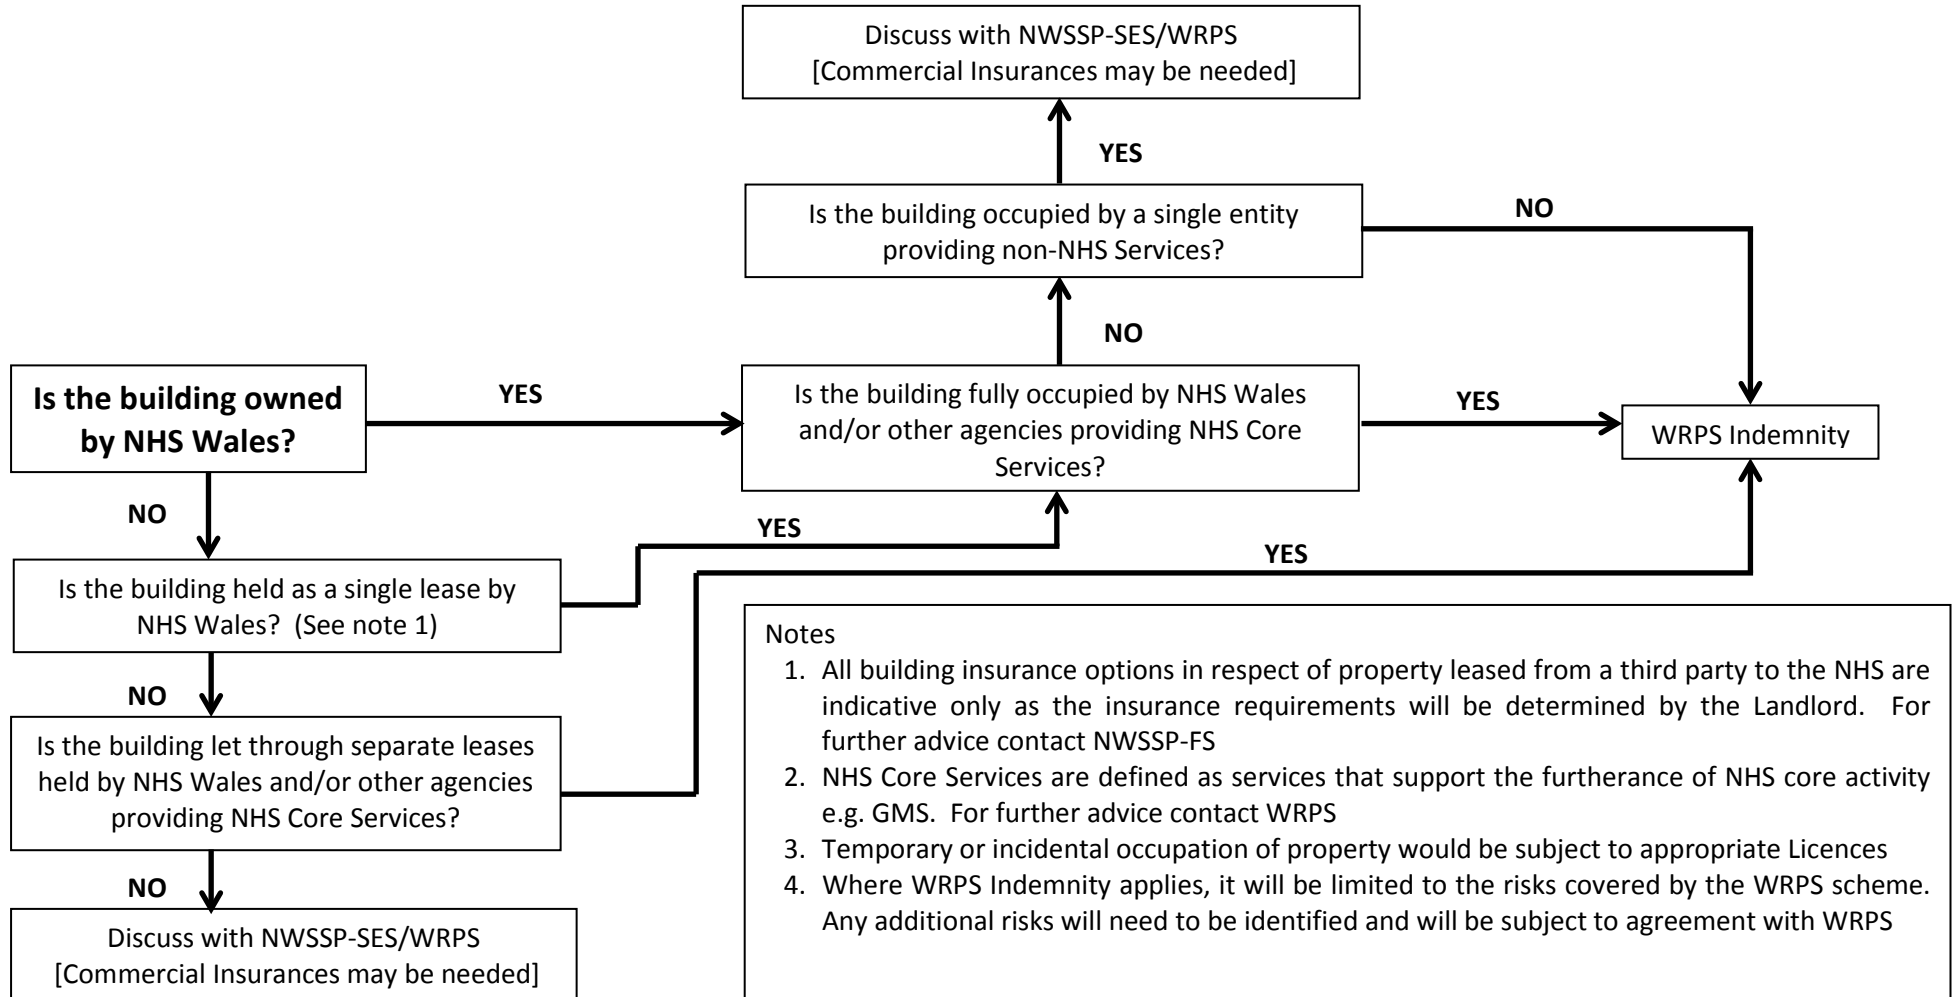 Discuss with NWSSP-SES/WRPS
[Commercial Insurances may be needed]
YES
Is the building occupied by a single entity
providing non-NHS Services?
NO
NO
Is the building owned
by NHS Wales?
YES
Is the building fully occupied by NHS Wales
and/or other agencies providing NHS Core
Services?
YES
WRPS Indemnity
NO
YES
YES
Is the building held as a single lease by
NHS Wales? (See note 1)
NO
Is the building let through separate leases
held by NHS Wales and/or other agencies
providing NHS Core Services?
NO
Discuss with NWSSP-SES/WRPS
[Commercial Insurances may be needed]
Notes
1. All building insurance options in respect of property leased from a third party to the NHS are
indicative only as the insurance requirements will be determined by the Landlord. For
further advice contact NWSSP-FS
2. NHS Core Services are defined as services that support the furtherance of NHS core activity
e.g. GMS. For further advice contact WRPS
3. Temporary or incidental occupation of property would be subject to appropriate Licences
4. Where WRPS Indemnity applies, it will be limited to the risks covered by the WRPS scheme.
Any additional risks will need to be identified and will be subject to agreement with WRPS